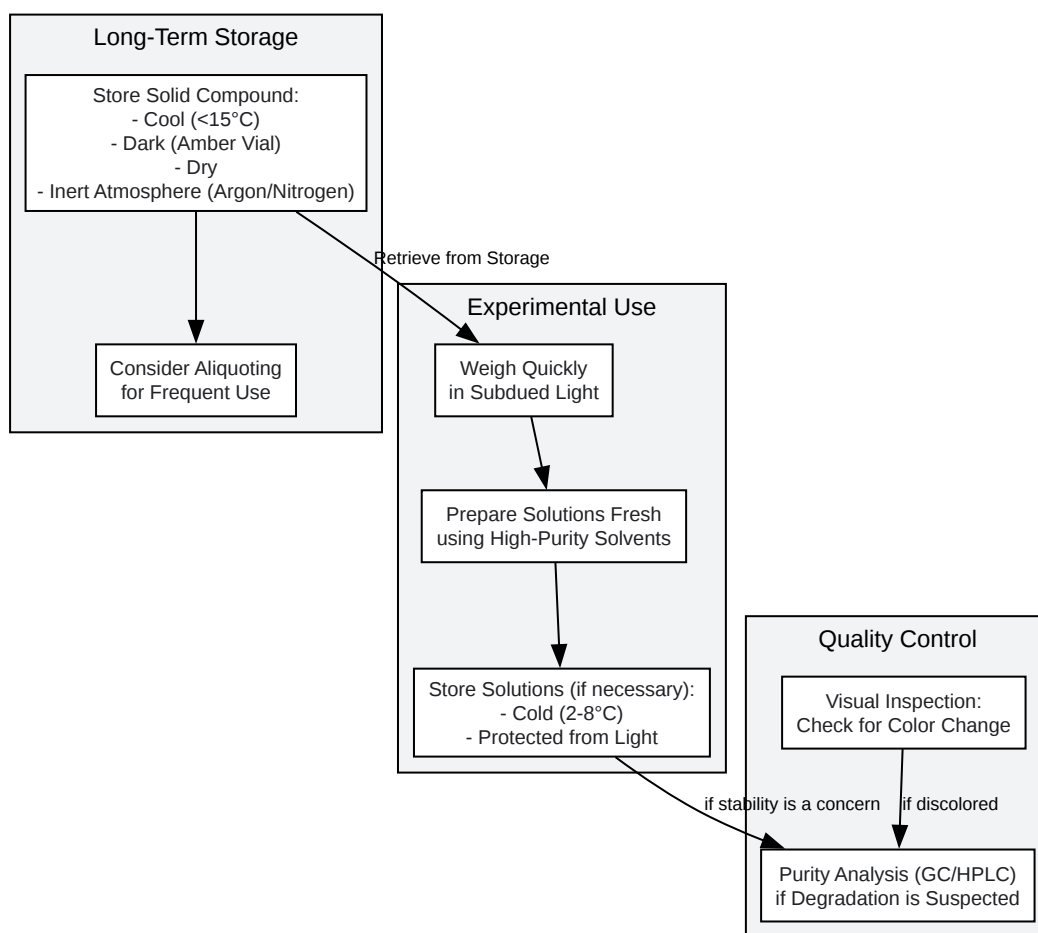 Long-Term Storage
Store Solid Compound:
- Cool (<15°C)
- Dark (Amber Vial)
- Dry
- Inert Atmosphere (Argon/Nitrogen)
Retrieve from Storage
Consider Aliquoting
for Frequent Use
Experimental Use
Weigh Quickly
in Subdued Light
Prepare Solutions Fresh
using High-Purity Solvents
Store Solutions (if necessary):
- Cold (2-8°C)
- Protected from Light
if stability is a concern
Quality Control
Visual Inspection:
Check for Color Change
if discolored
Purity Analysis (GC/HPLC)
if Degradation is Suspected